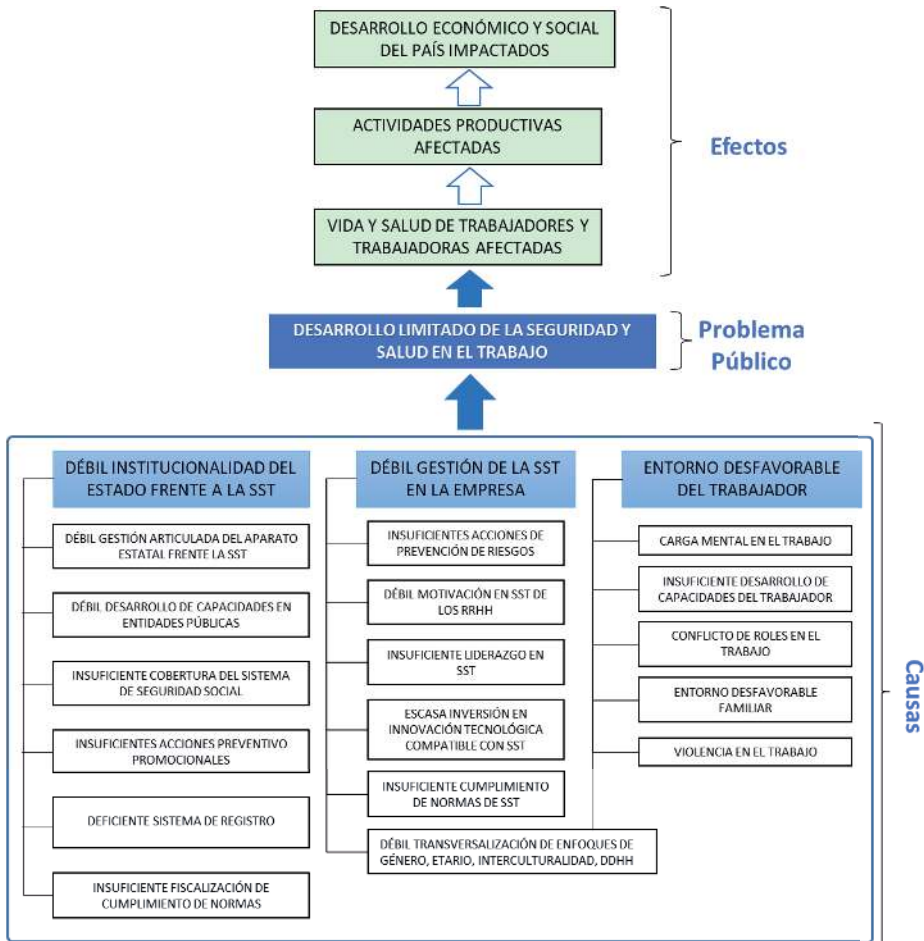 DESARROLLO ECONÓMICO Y SOCIAL
DEL PAÍS IMPACTADOS
ACTIVIDADES PRODUCTIVAS
AFECTADAS
VIDA Y SALUD DE TRABAJADORES Y
TRABAJADORAS AFECTADAS
Efectos
DESARROLLO LIMITADO DE LA SEGURIDAD Y
SALUD EN EL TRABAJO
Problema
Público
DÉBIL INSTITUCIONALIDAD DEL
ESTADO FRENTE A LA SST
DÉBIL GESTIÓN ARTICULADA DEL APARATO
ESTATAL FRENTE LA SST
DÉBIL DESARROLLO DE CAPACIDADES EN
ENTIDADES PÚBLICAS
INSUFICIENTE COBERTURA DEL SISTEMA
DE SEGURIDAD SOCIAL
INSUFICIENTES ACCIONES PREVENTIVO
PROMOCIONALES
DEFICIENTE SISTEMA DE REGISTRO
INSUFICIENTE FISCALIZACIÓN DE
CUMPLIMIENTO DE NORMAS
DÉBIL GESTIÓN DE LA SST
EN LA EMPRESA
INSUFICIENTES ACCIONES DE
PREVENCIÓN DE RIESGOS
DÉBIL MOTIVACIÓN EN SST DE
LOS RRHH
INSUFICIENTE LIDERAZGO EN
SST
ESCASA INVERSIÓN EN
INNOVACIÓN TECNOLÓGICA
COMPATIBLE CON SST
INSUFICIENTE CUMPLIMIENTO
DE NORMAS DE SST
DÉBIL TRANSVERSALIZACIÓN DE ENFOQUES DE
GÉNERO, ETARIO, INTERCULTURALIDAD, DDHH
ENTORNO DESFAVORABLE
DEL TRABAJADOR
CARGA MENTAL EN EL TRABAJO
INSUFICIENTE DESARROLLO DE
CAPACIDADES DEL TRABAJADOR
CONFLICTO DE ROLES EN EL
TRABAJO
ENTORNO DESFAVORABLE
FAMILIAR
VIOLENCIA EN EL TRABAJO
Causas